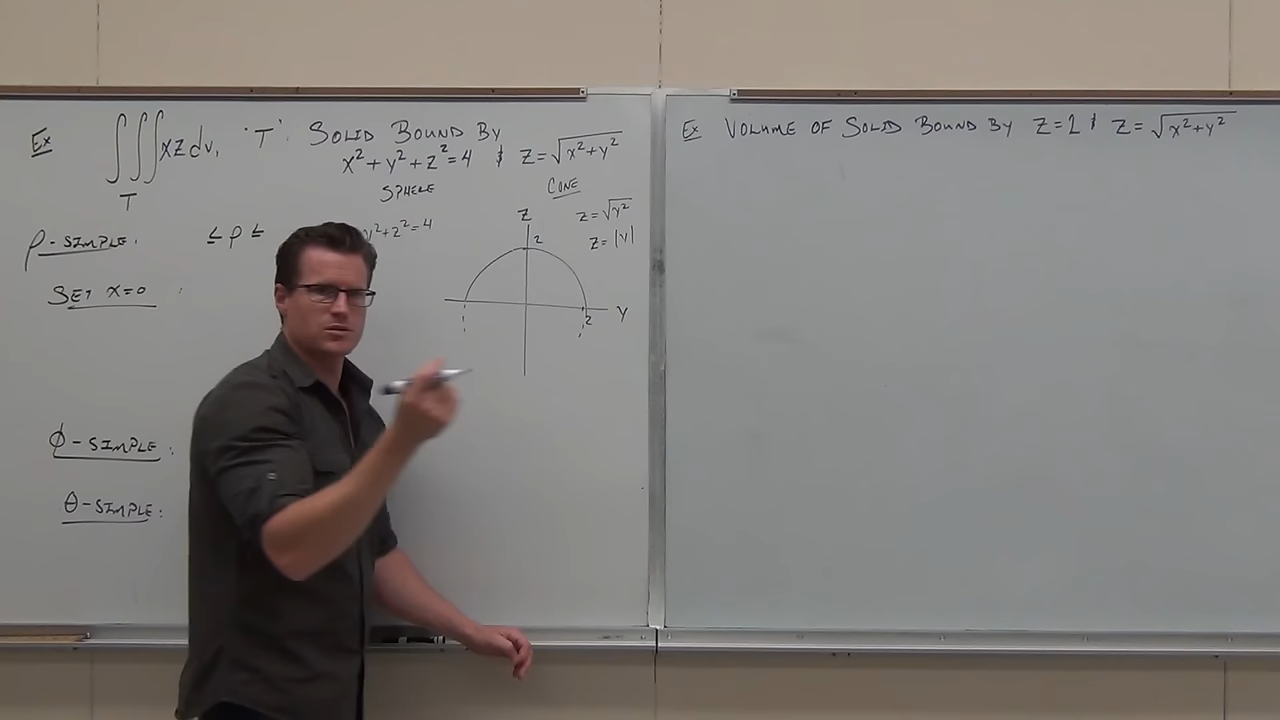 Ex ∭ xz dv, 'T': SOLID BOUND BY
T
x²+y²+z²=4 & z=√x²+y²
SPHERE CONE
ρ-SIMPLE: ≤ ρ ≤ y²+z²=4
SET x=0 :
z=√y²
z=|y|
Z
2
2
Y
ϕ-SIMPLE:
θ-SIMPLE:
Ex VOLUME OF SOLID BOUND BY & z=√x²+y²